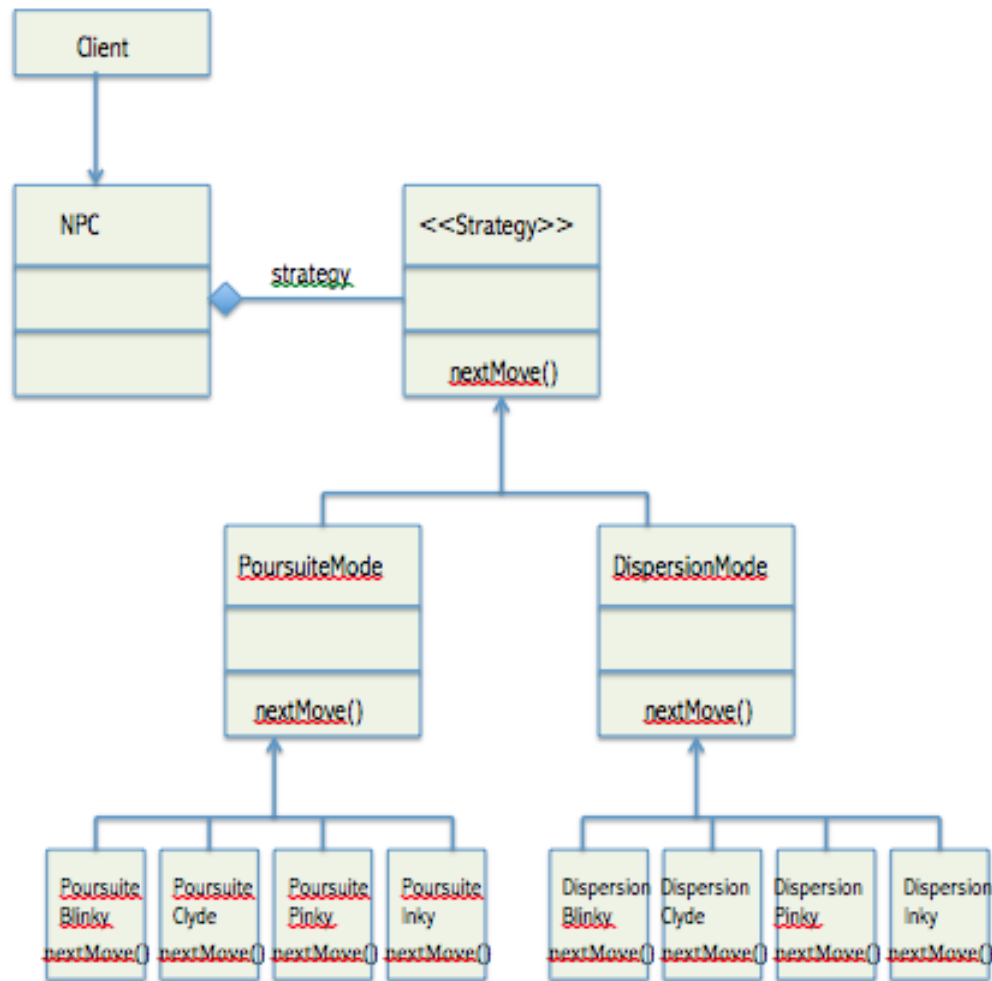 Client
NPC
<<Strategy>>
strategy
nextMove()
PoursuiteMode
DispersionMode
nextMove()
nextMove()
Poursuite
Blinky
nextMove()
Poursuite
Clyde
nextMove()
Poursuite
Pinky
nextMove()
Poursuite
Inky
nextMove()
Dispersion
Blinky
nextMove()
Dispersion
Clyde
nextMove()
Dispersion
Pinky
nextMove()
Dispersion
Inky
nextMove()